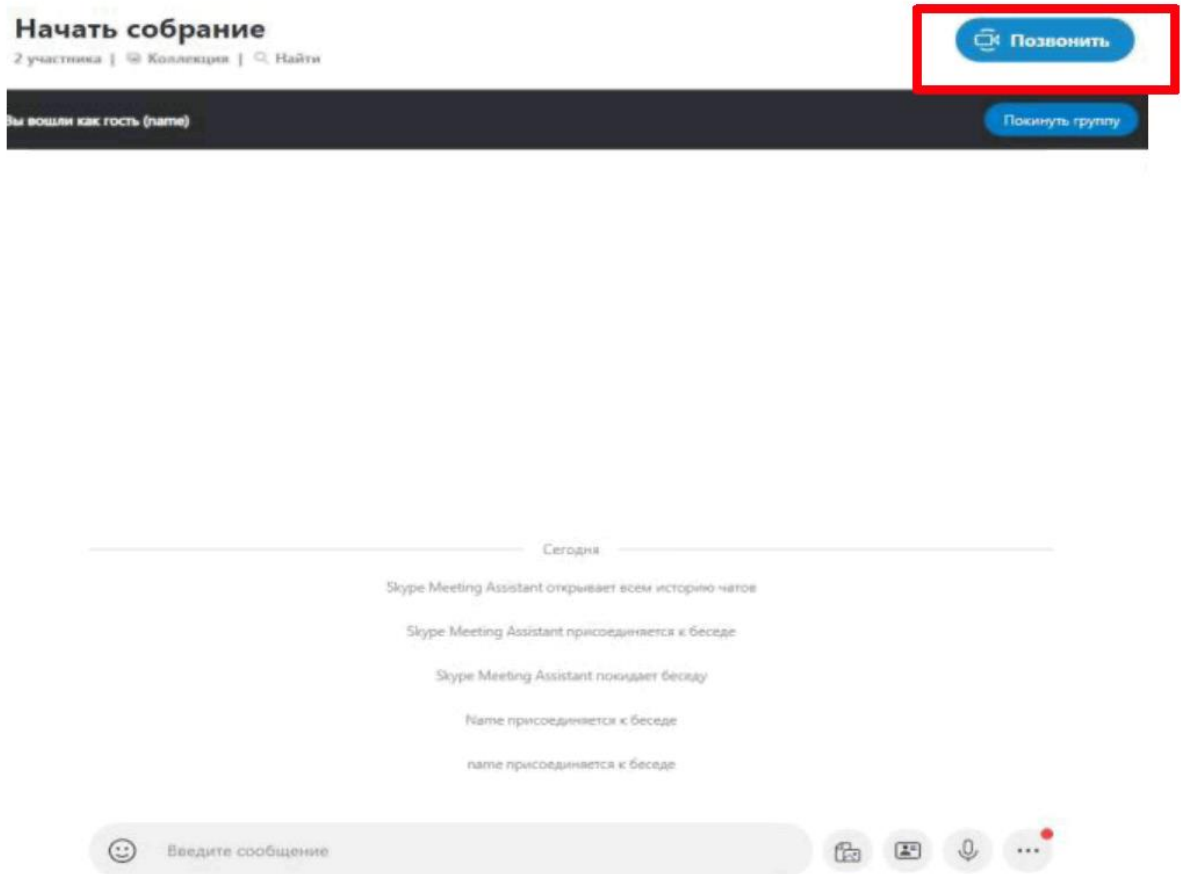 Начать собрание
Позвонить
2 участника | Коллекция | Найти
Вы вошли как гость (name)
Покинуть группу
Сегодня
Skype Meeting Assistant открывает всем историю чатов
Skype Meeting Assistant присоединяется к беседе
Skype Meeting Assistant покидает беседу
Name присоединяется к беседе
name присоединяется к беседе
Введите сообщение